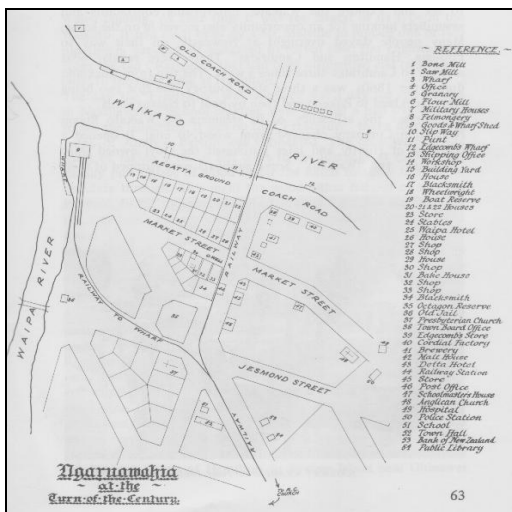 ~ REFERENCE. ~
1 Bone Mill
2 Saw Mill
3 Wharf
4 Office
5 Granary
6 Flour Mill
7 Military Houses
8 Felmongery
9 Goods & Wharf Shed
10 Slip Way
11 Punt
12 Edgecomb's Wharf
13 Shipping Office
14 Workshop
15 Building Yard
16 House
17 Blacksmith
18 Wheelwright
19 Boat Reserve
20-21 & 22 Houses
23 Store
24 Stables
25 Waipa Hotel
26 House
27 Shop
28 Shop
29 House
30 Shop
31 Bake House
32 Shop
33 Shop
34 Blacksmith
35 Octagon Reserve
36 Old Jail
37 Presbyterian Church
38 Town Board Office
39 Edgecomb's Store
40 Cordial Factory
41 Brewery
42 Malt House
43 Delta Hotel
44 Railway Station
45 Store
46 Post Office
47 Schoolmaster's House
48 Anglican Church
49 Hospital
50 Police Station
51 School
52 Town Hall
53 Bank of New Zealand
54 Public Library
OLD COACH ROAD
WAIKATO
RIVER
REGATTA GROUND
COACH ROAD
MARKET STREET
RAILWAY
MARKET STREET
WAIPA RIVER
RAILWAY TO WHARF
JESMOND STREET
RAILWAY
TO R.C.
CHURCH
Ngaruawahia
~ at the ~
Turn of the Century.
63